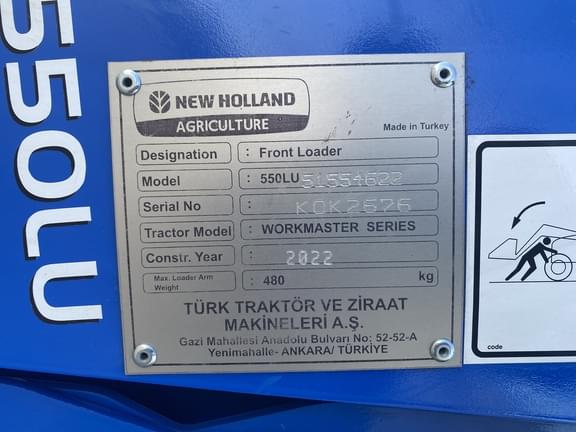 550LU
NEW HOLLAND
AGRICULTURE
Made in Turkey
Designation : Front Loader
Model : 550LU 51554622
Serial No : KOK2676
Tractor Model : WORKMASTER SERIES
Constr. Year : 2022
Max. Loader Arm
Weight : 480 kg
TÜRK TRAKTÖR VE ZİRAAT
MAKİNELERİ A.Ş.
Gazi Mahallesi Anadolu Bulvarı No: 52-52-A
Yenimahalle- ANKARA/ TÜRKİYE
code